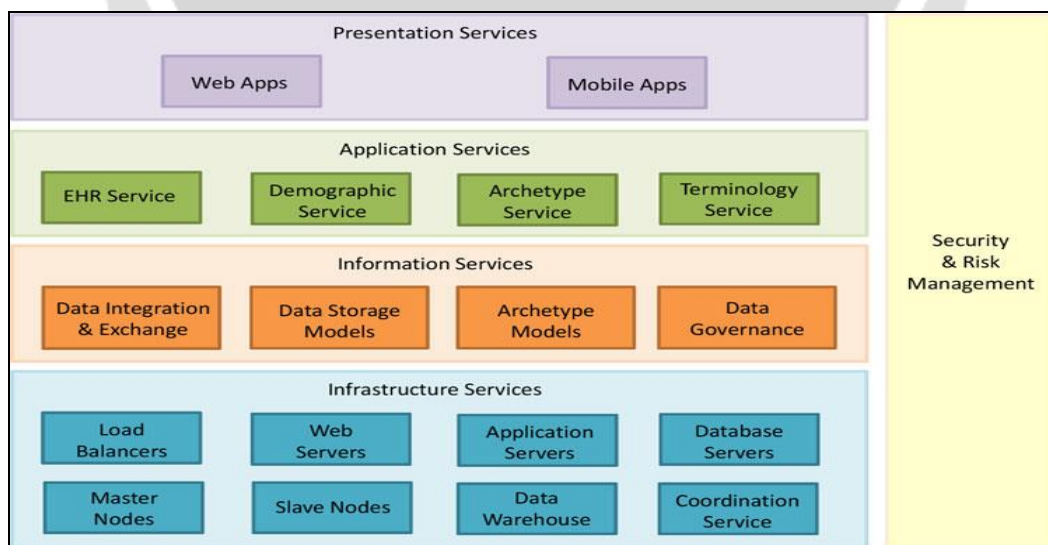 Presentation Services
Web Apps
Mobile Apps
Application Services
EHR Service
Demographic
Service
Archetype
Service
Terminology
Service
Information Services
Data Integration
& Exchange
Data Storage
Models
Archetype
Models
Data
Governance
Infrastructure Services
Load
Balancers
Web
Servers
Application
Servers
Database
Servers
Master
Nodes
Slave Nodes
Data
Warehouse
Coordination
Service
Security
& Risk
Management